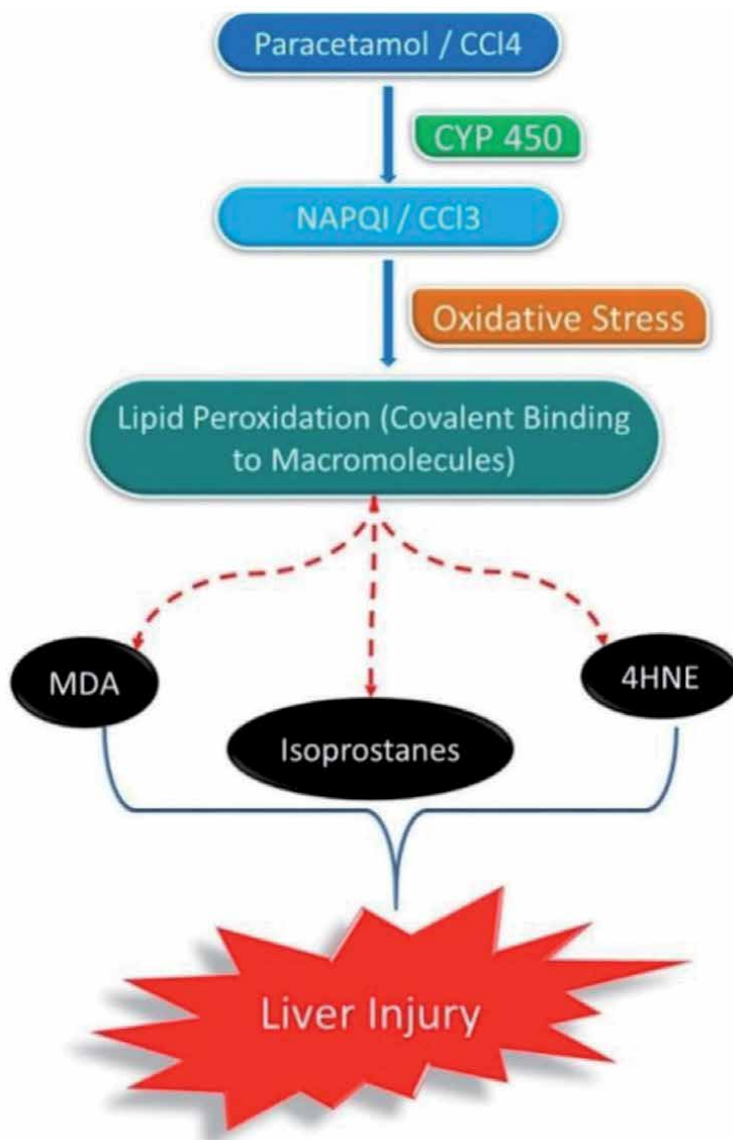 Paracetamol / CCl4
CYP 450
NAPQI / CCl3
Oxidative Stress
Lipid Peroxidation (Covalent Binding
to Macromolecules)
MDA
4HNE
Isoprostanes
Liver Injury